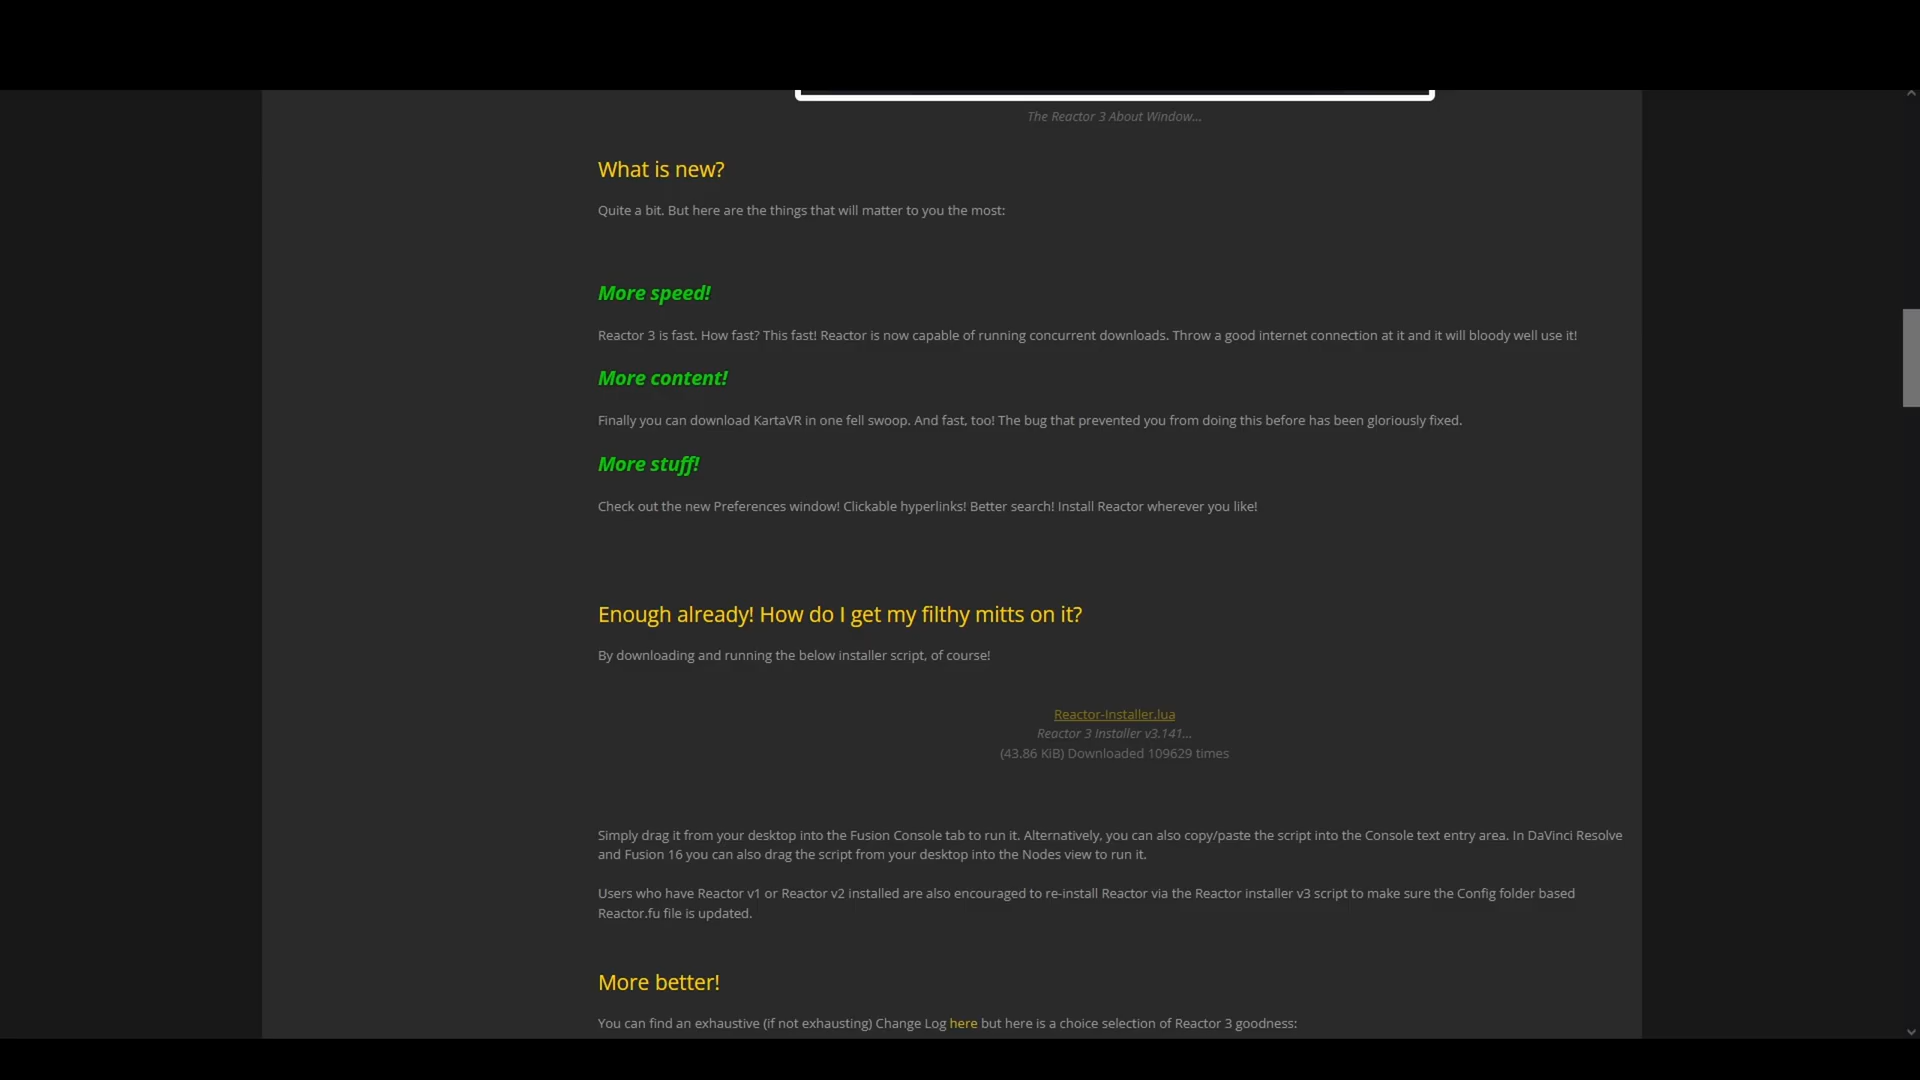 The Reactor 3 About Window...
What is new?
Quite a bit. But here are the things that will matter to you the most:
More speed!
Reactor 3 is fast. How fast? This fast! Reactor is now capable of running concurrent downloads. Throw a good internet connection at it and it will bloody well use it!
More content!
Finally you can download KartaVR in one fell swoop. And fast, too! The bug that prevented you from doing this before has been gloriously fixed.
More stuff!
Check out the new Preferences window! Clickable hyperlinks! Better search! Install Reactor wherever you like!
Enough already! How do I get my filthy mitts on it?
By downloading and running the below installer script, of course!
Reactor-Installer.lua
Reactor 3 Installer v3.141...
(43.86 KiB) Downloaded 109629 times
Simply drag it from your desktop into the Fusion Console tab to run it. Alternatively, you can also copy/paste the script into the Console text entry area. In DaVinci Resolve
and Fusion 16 you can also drag the script from your desktop into the Nodes view to run it.
Users who have Reactor v1 or Reactor v2 installed are also encouraged to re-install Reactor via the Reactor installer v3 script to make sure the Config folder based
Reactor.fu file is updated.
More better!
You can find an exhaustive (if not exhausting) Change Log here but here is a choice selection of Reactor 3 goodness: